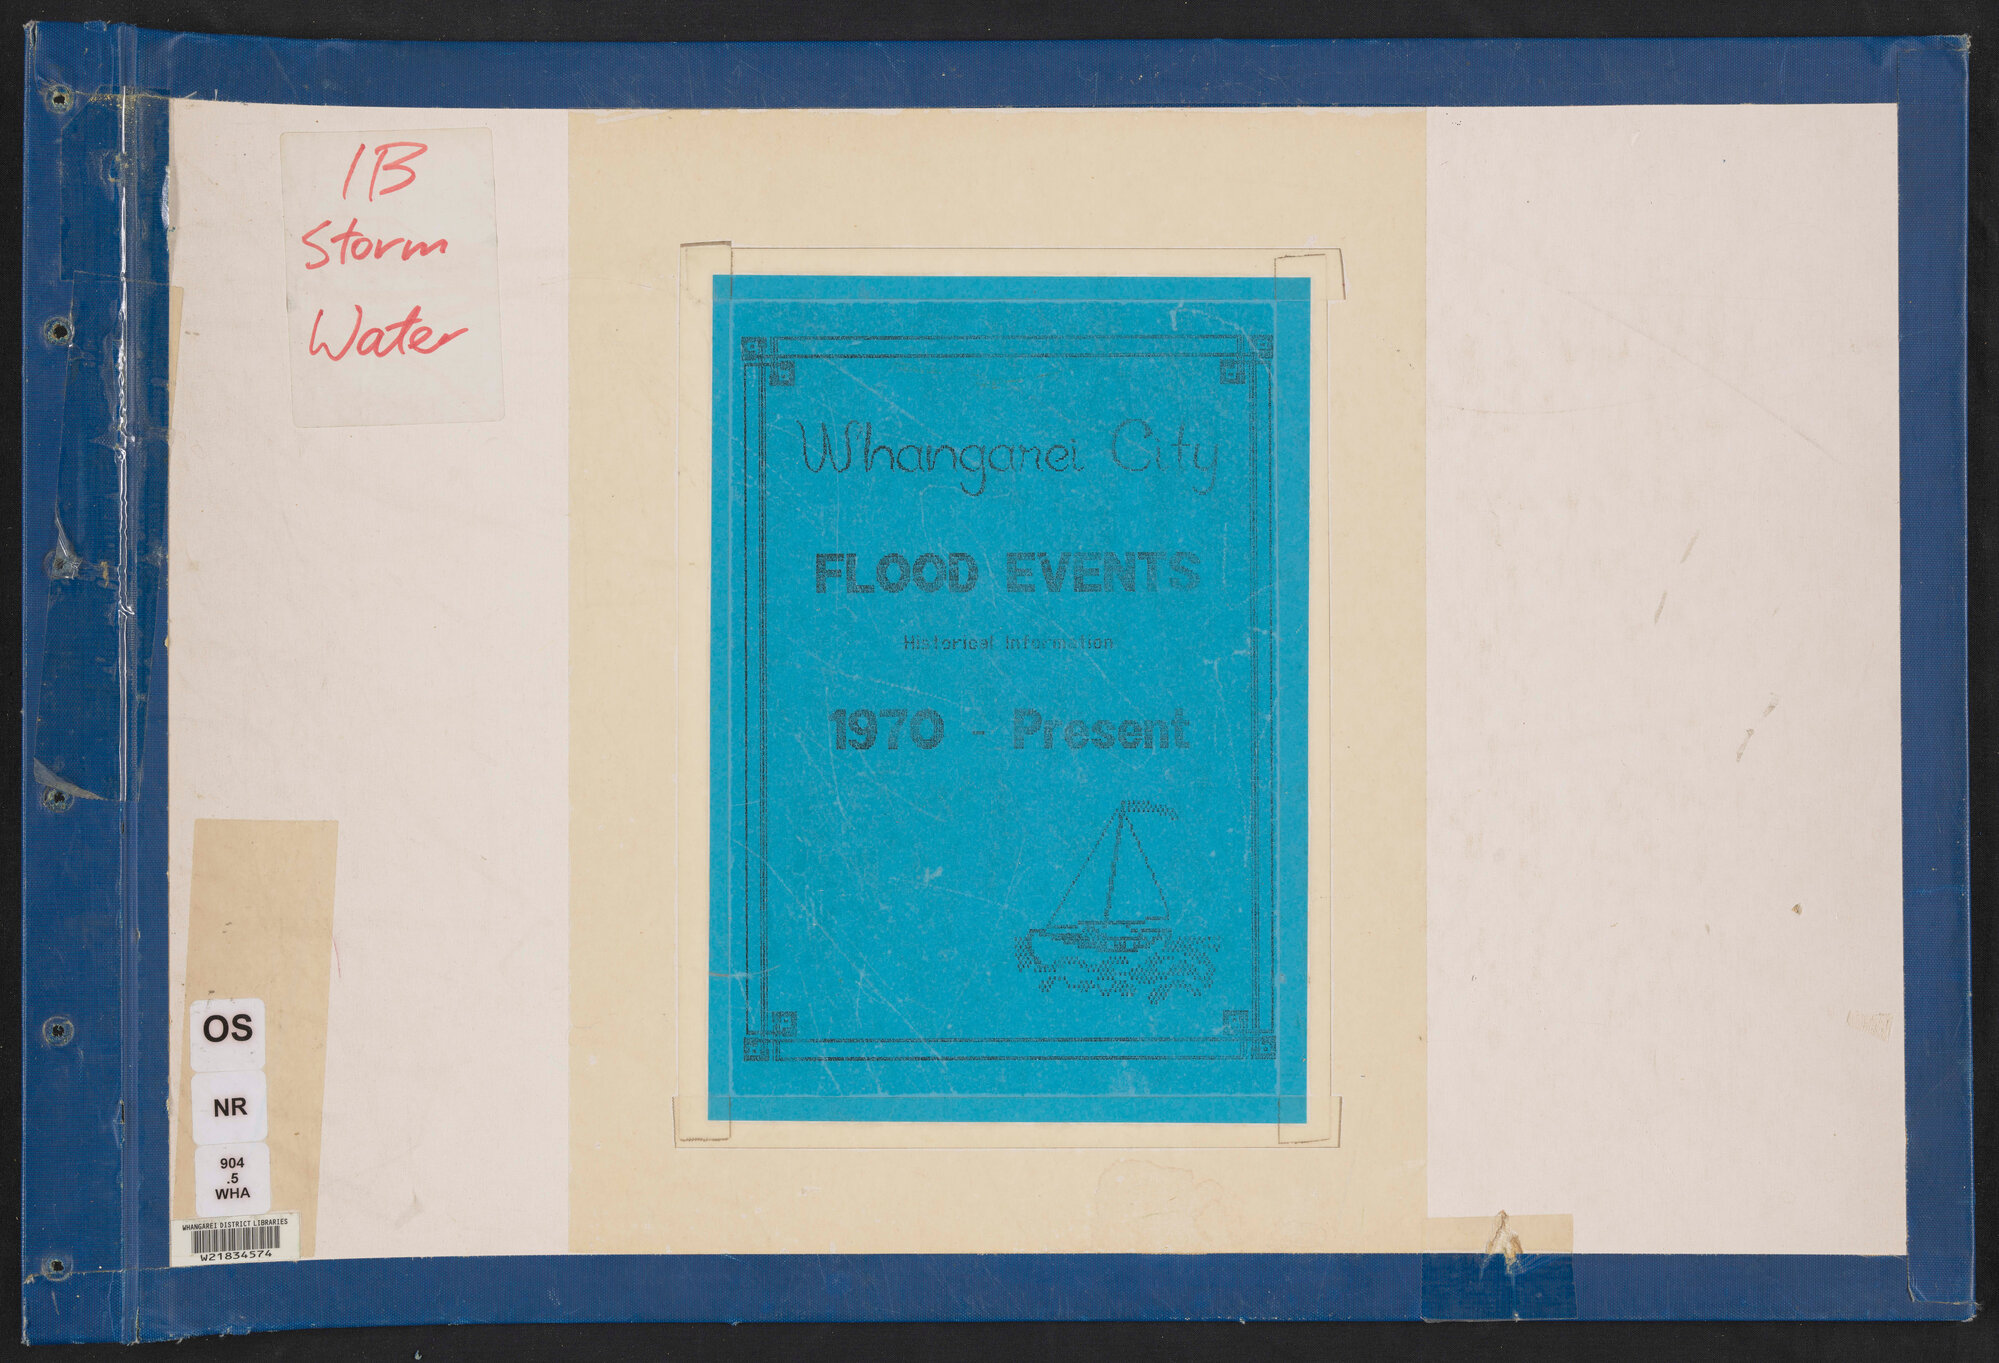 1B
Storm
Water
Whangarei City
FLOOD EVENTS
Historical Information
1970 - Present
OS
NR
904
.5
WHA
WHANGAREI DISTRICT LIBRARIES
W21834574